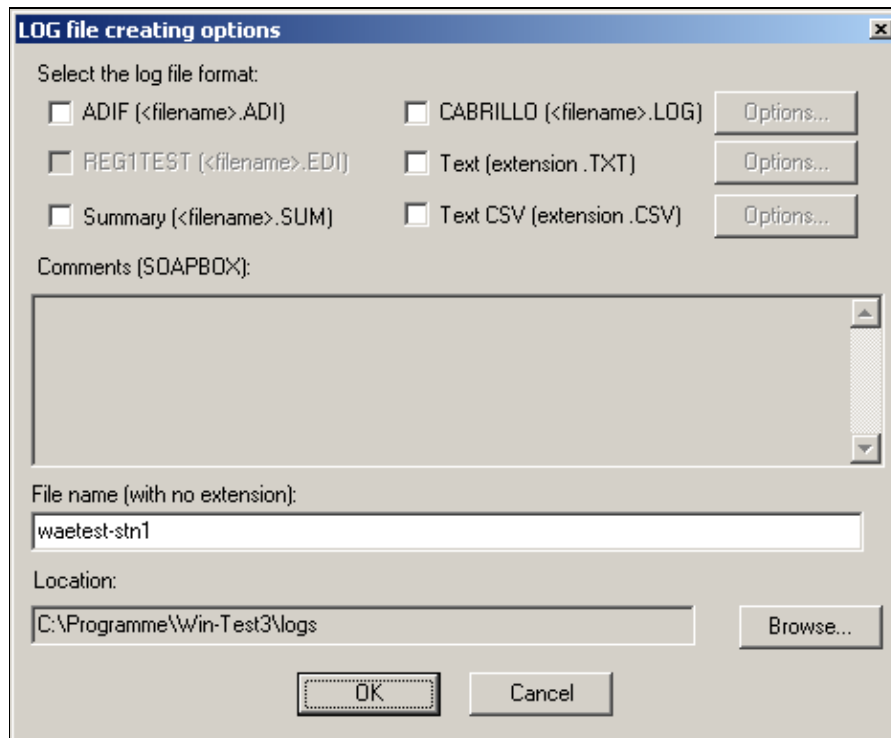 LOG file creating options
Select the log file format:
ADIF (<filename>.ADI)
CABRILLO (<filename>.LOG)
Options...
REG1TEST (<filename>.EDI)
Text (extension .TXT)
Options...
Summary (<filename>.SUM)
Text CSV (extension .CSV)
Options...
Comments (SOAPBOX):
File name (with no extension):
waetest-stn1
Location:
C:\Programme\Win-Test3\logs
Browse...
OK
Cancel